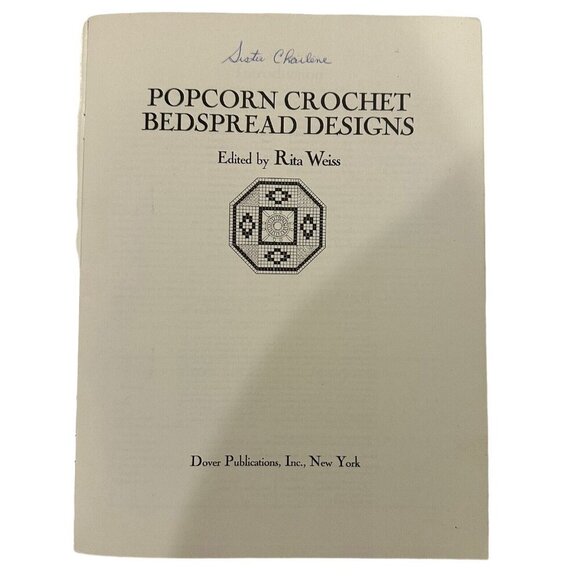 Sister Charlene
POPCORN CROCHET
BEDSPREAD DESIGNS
Edited by Rita Weiss
Dover Publications, Inc., New York